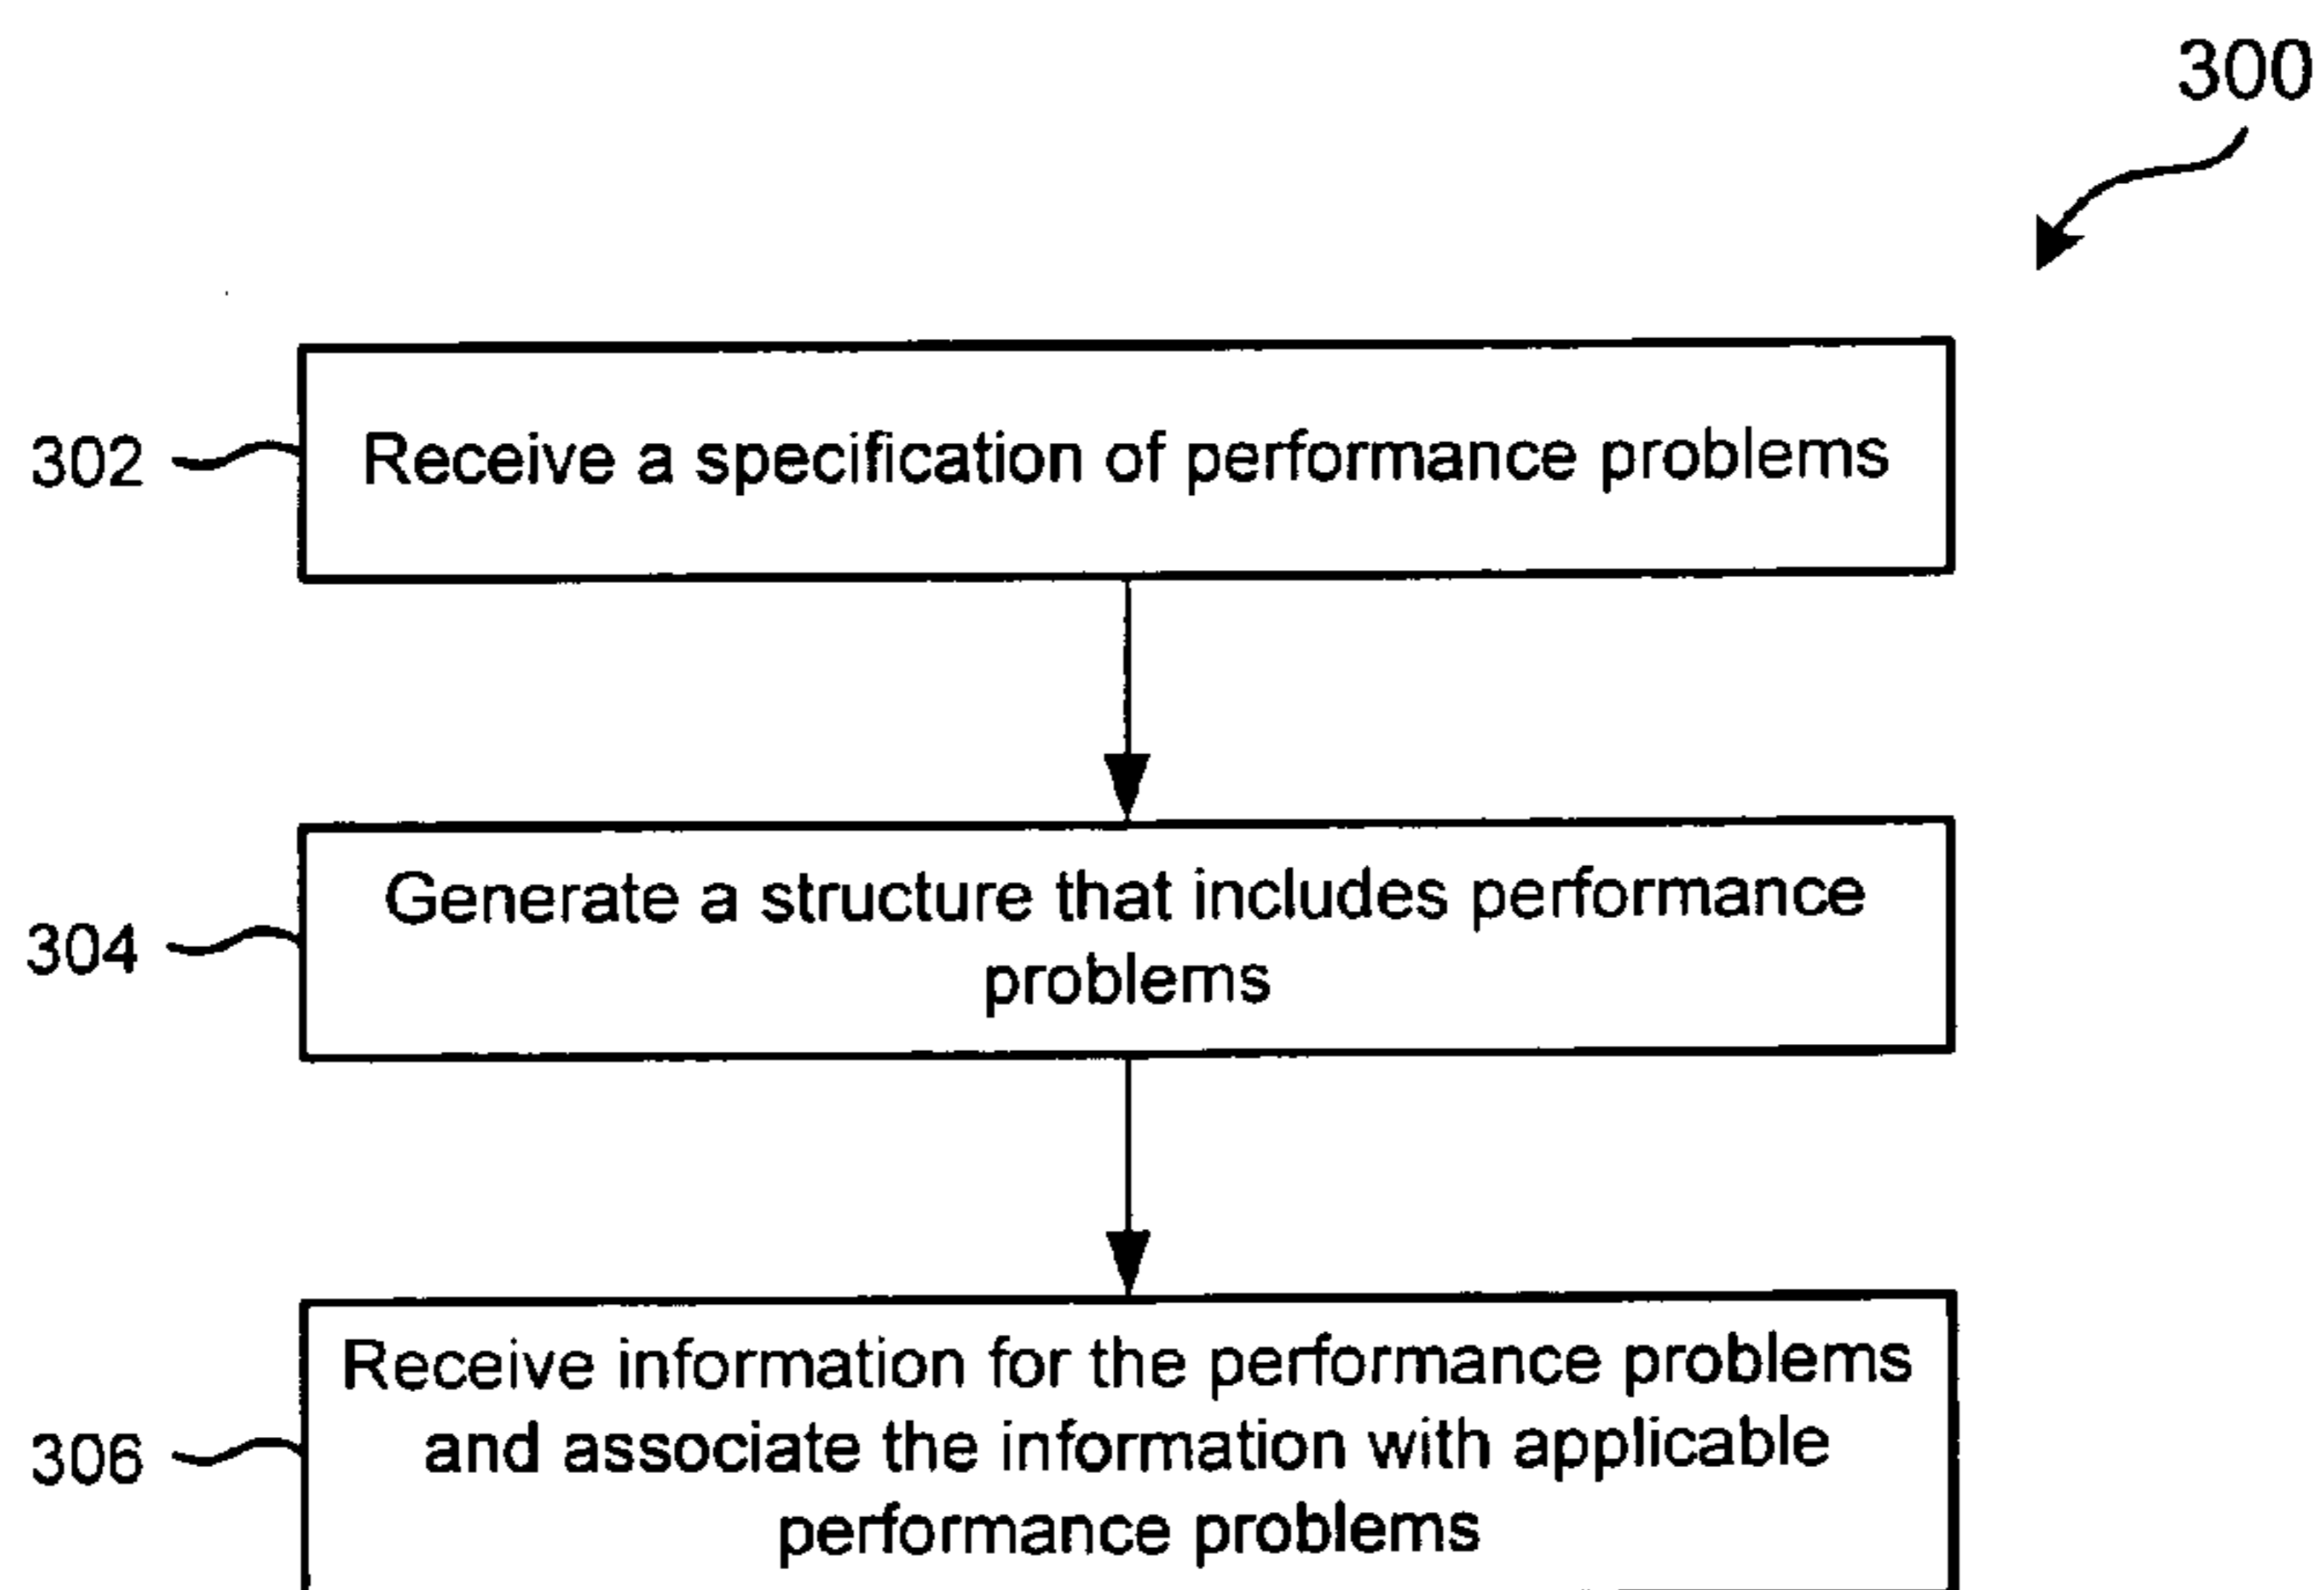 300
302
Receive a specification of performance problems
304
Generate a structure that includes performance
problems
306
Receive information for the performance problems
and associate the information with applicable
performance problems